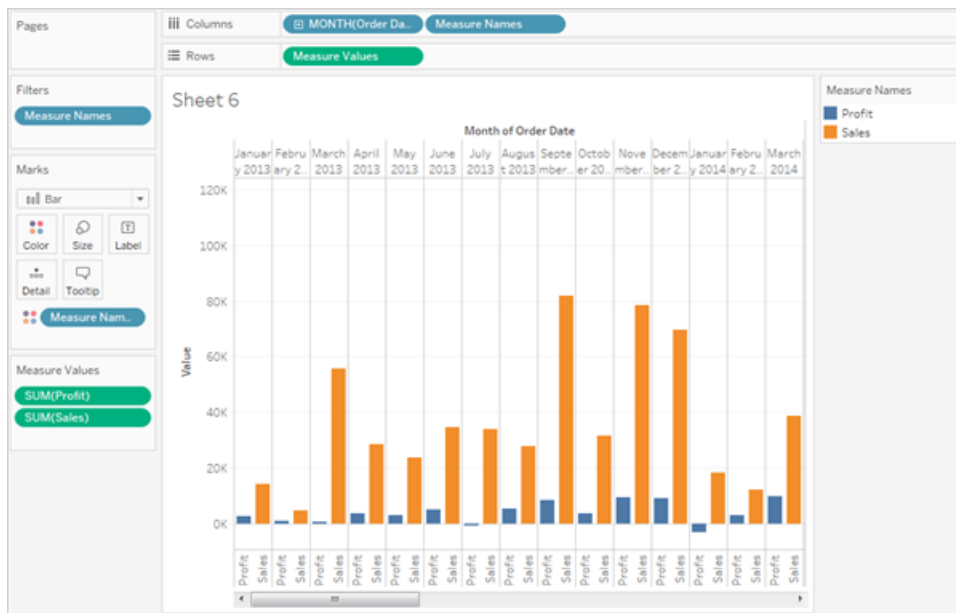 Pages
Columns
MONTH(Order Da..
Measure Names
Rows
Measure Values
Filters
Measure Names
Marks
Bar
Color
Size
Label
Detail
Tooltip
Measure Nam..
Measure Values
SUM(Profit)
SUM(Sales)
Sheet 6
Month of Order Date
Januar Febru March April May June July Augus Septe Octob Nove Decem Januar Febru March
y 2013 ary 2.. 2013 2013 2013 2013 2013 t 2013 mber.. er 20.. mber.. ber 2.. y 2014 ary 2.. 2014
120K
100K
80K
60K
40K
20K
0K
Value
Profit Sales Profit Sales Profit Sales Profit Sales Profit Sales Profit Sales Profit Sales Profit Sales Profit Sales Profit Sales Profit Sales Profit Sales Profit Sales Profit Sales Profit Sales
Measure Names
Profit
Sales